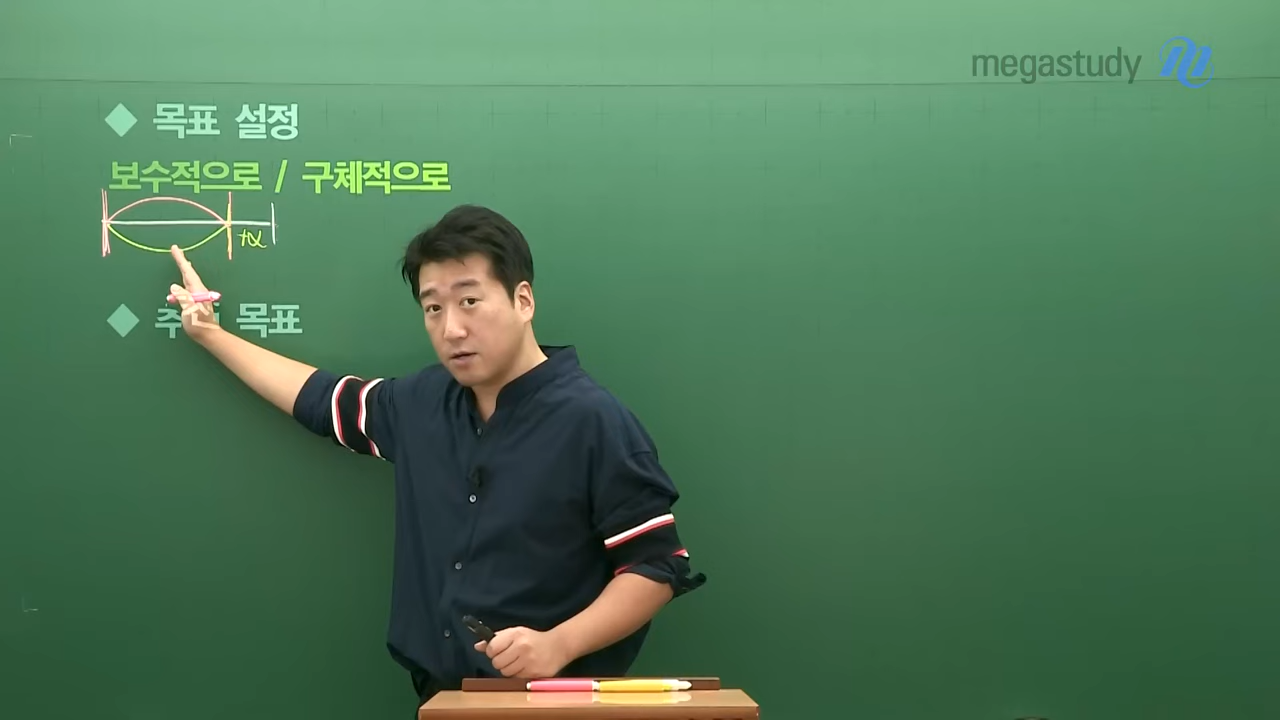 megastudy
◆ 목표 설정
보수적으로 / 구체적으로
+α
◆ 목표